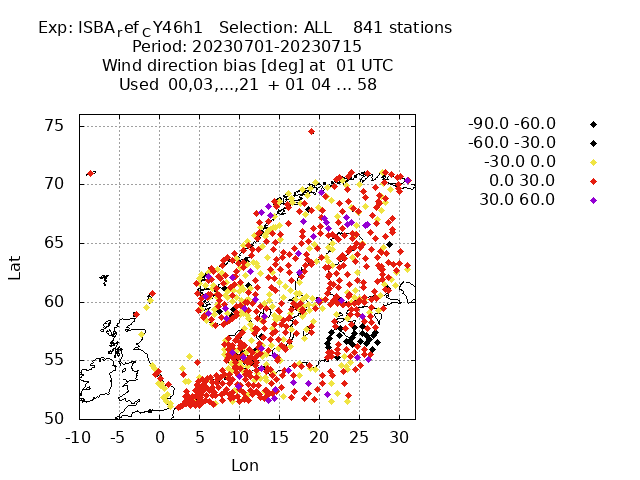 Exp: ISBAref CY46h1 Selection: ALL 841 stations
Period: 20230701-20230715
Wind direction bias [deg] at 01 UTC
Used 00,03,...,21 + 01 04 ... 58
-90.0 -60.0
-60.0 -30.0
-30.0 0.0
0.0 30.0
30.0 60.0
75
70
65
60
55
50
Lat
-10 -5 0 5 10 15 20 25 30
Lon